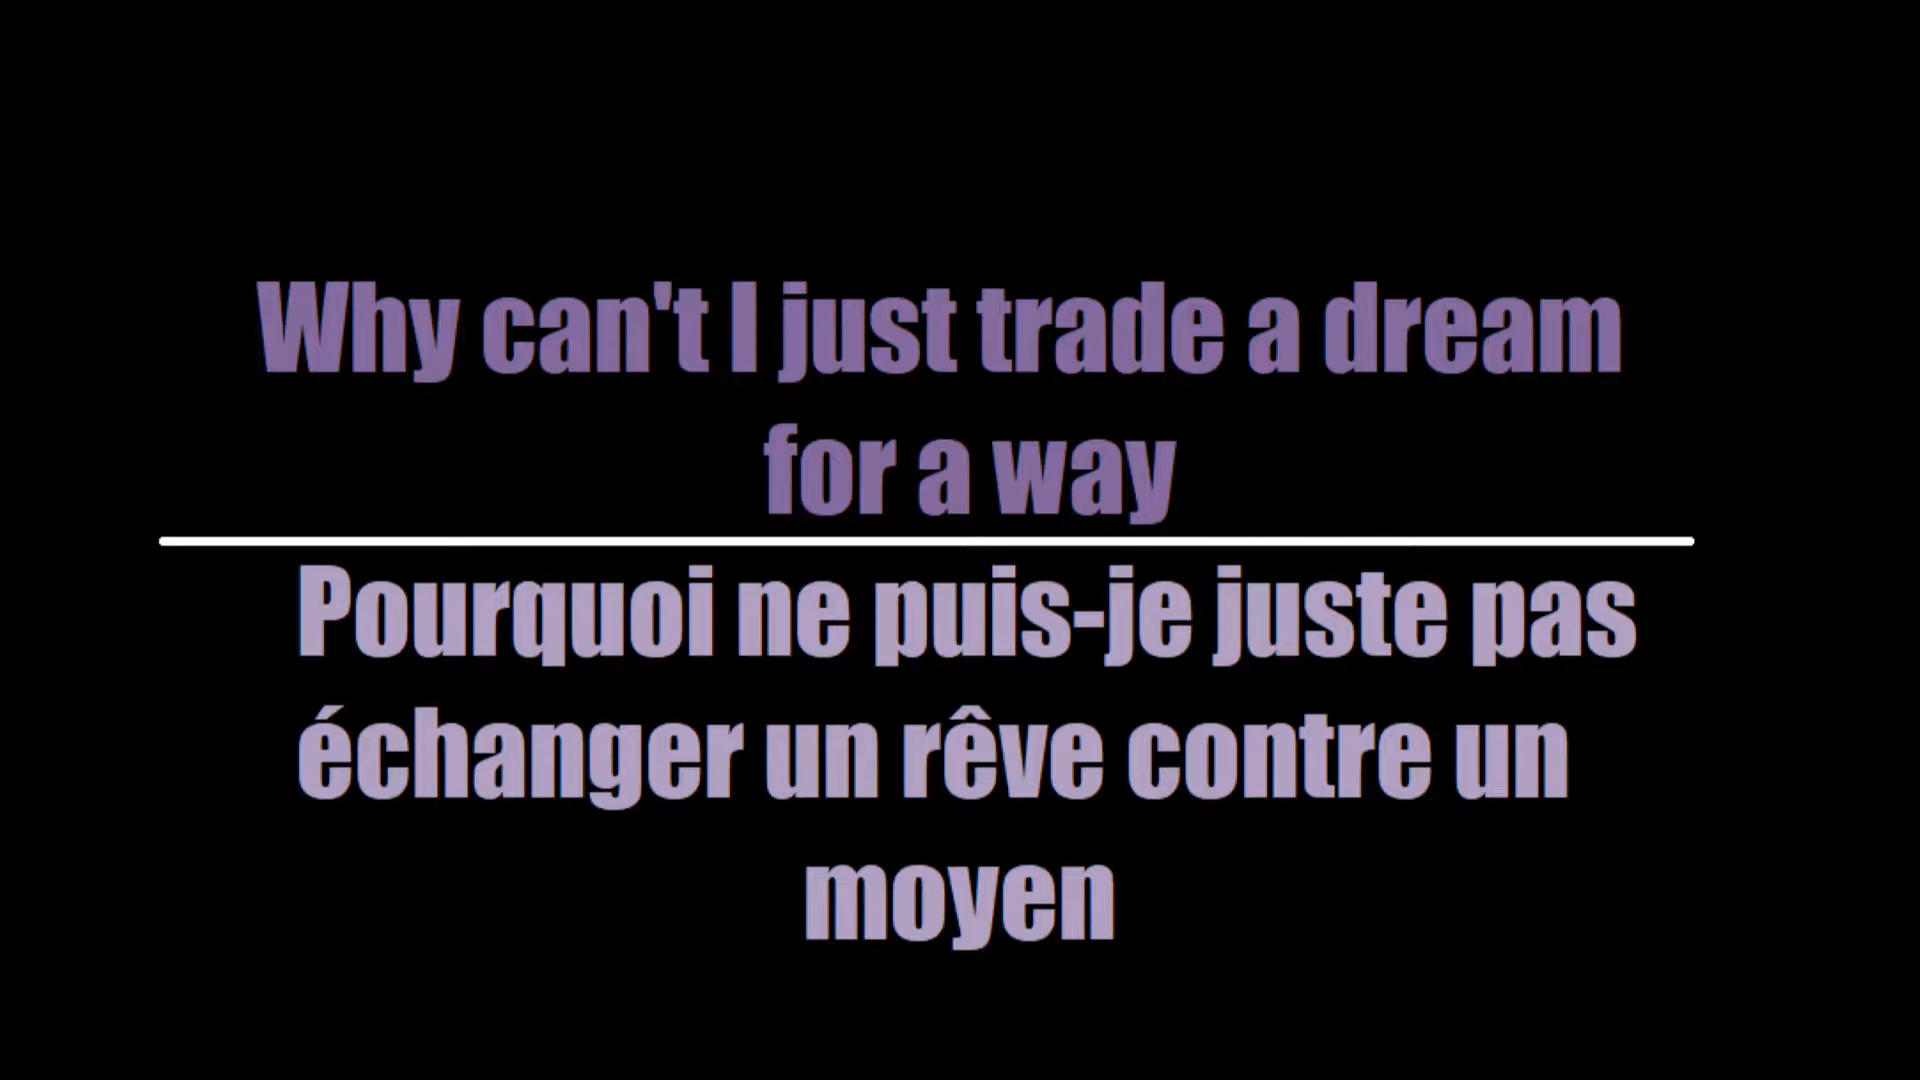 Why can't I just trade a dream
for a way
Pourquoi ne puis-je juste pas
échanger un rêve contre un
moyen